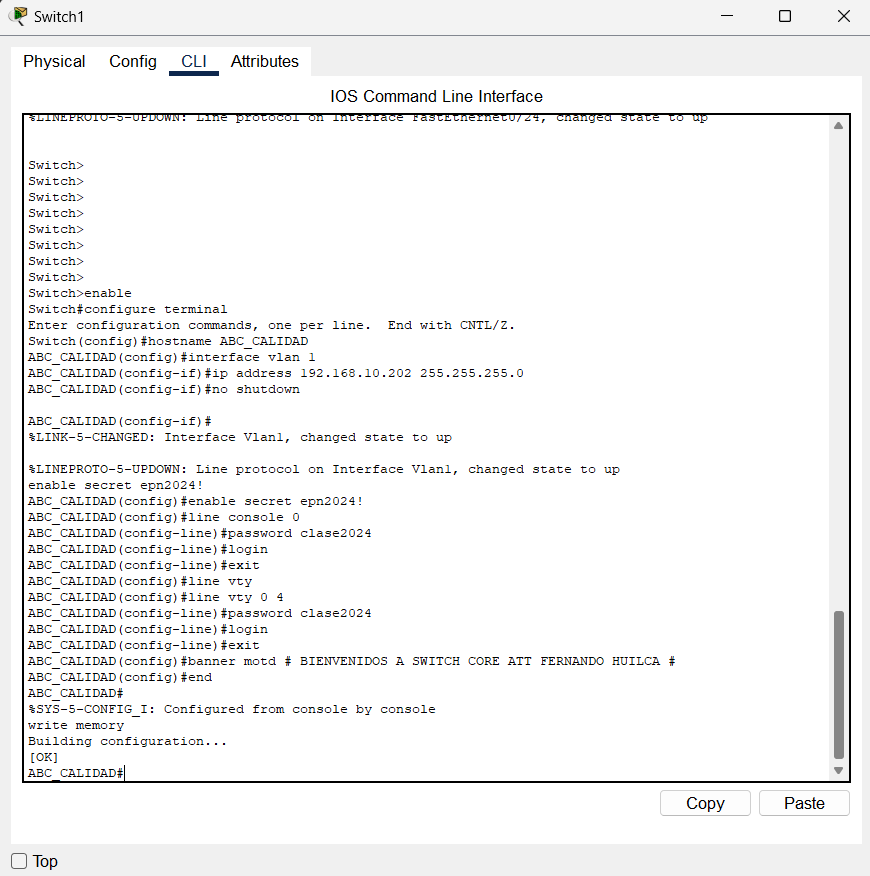 Switch1
Physical Config CLI Attributes
IOS Command Line Interface
%LINEPROTO-5-UPDOWN: Line protocol on Interface FastEthernet0/24, changed state to up
Switch>
Switch>
Switch>
Switch>
Switch>
Switch>
Switch>
Switch>
Switch>enable
Switch#configure terminal
Enter configuration commands, one per line.  End with CNTL/Z.
Switch(config)#hostname ABC_CALIDAD
ABC_CALIDAD(config)#interface vlan 1
ABC_CALIDAD(config-if)#ip address 192.168.10.202 255.255.255.0
ABC_CALIDAD(config-if)#no shutdown
ABC_CALIDAD(config-if)#
%LINK-5-CHANGED: Interface Vlan1, changed state to up
%LINEPROTO-5-UPDOWN: Line protocol on Interface Vlan1, changed state to up
enable secret epn2024!
ABC_CALIDAD(config)#enable secret epn2024!
ABC_CALIDAD(config)#line console 0
ABC_CALIDAD(config-line)#password clase2024
ABC_CALIDAD(config-line)#login
ABC_CALIDAD(config-line)#exit
ABC_CALIDAD(config)#line vty
ABC_CALIDAD(config)#line vty 0 4
ABC_CALIDAD(config-line)#password clase2024
ABC_CALIDAD(config-line)#login
ABC_CALIDAD(config-line)#exit
ABC_CALIDAD(config)#banner motd # BIENVENIDOS A SWITCH CORE ATT FERNANDO HUILCA #
ABC_CALIDAD(config)#end
ABC_CALIDAD#
%SYS-5-CONFIG_I: Configured from console by console
write memory
Building configuration...
[OK]
ABC_CALIDAD#
Copy Paste
Top